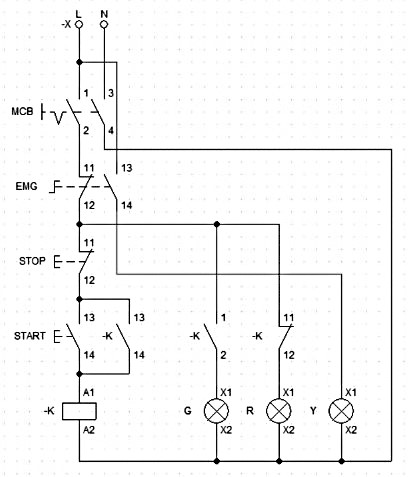 L N
-X
1 3
MCB
2 4
11 13
EMG
12 14
11
STOP
12
13 13 1 11
START -K -K -K
14 14 2 12
A1 X1 X1 X1
-K G R Y
A2 X2 X2 X2